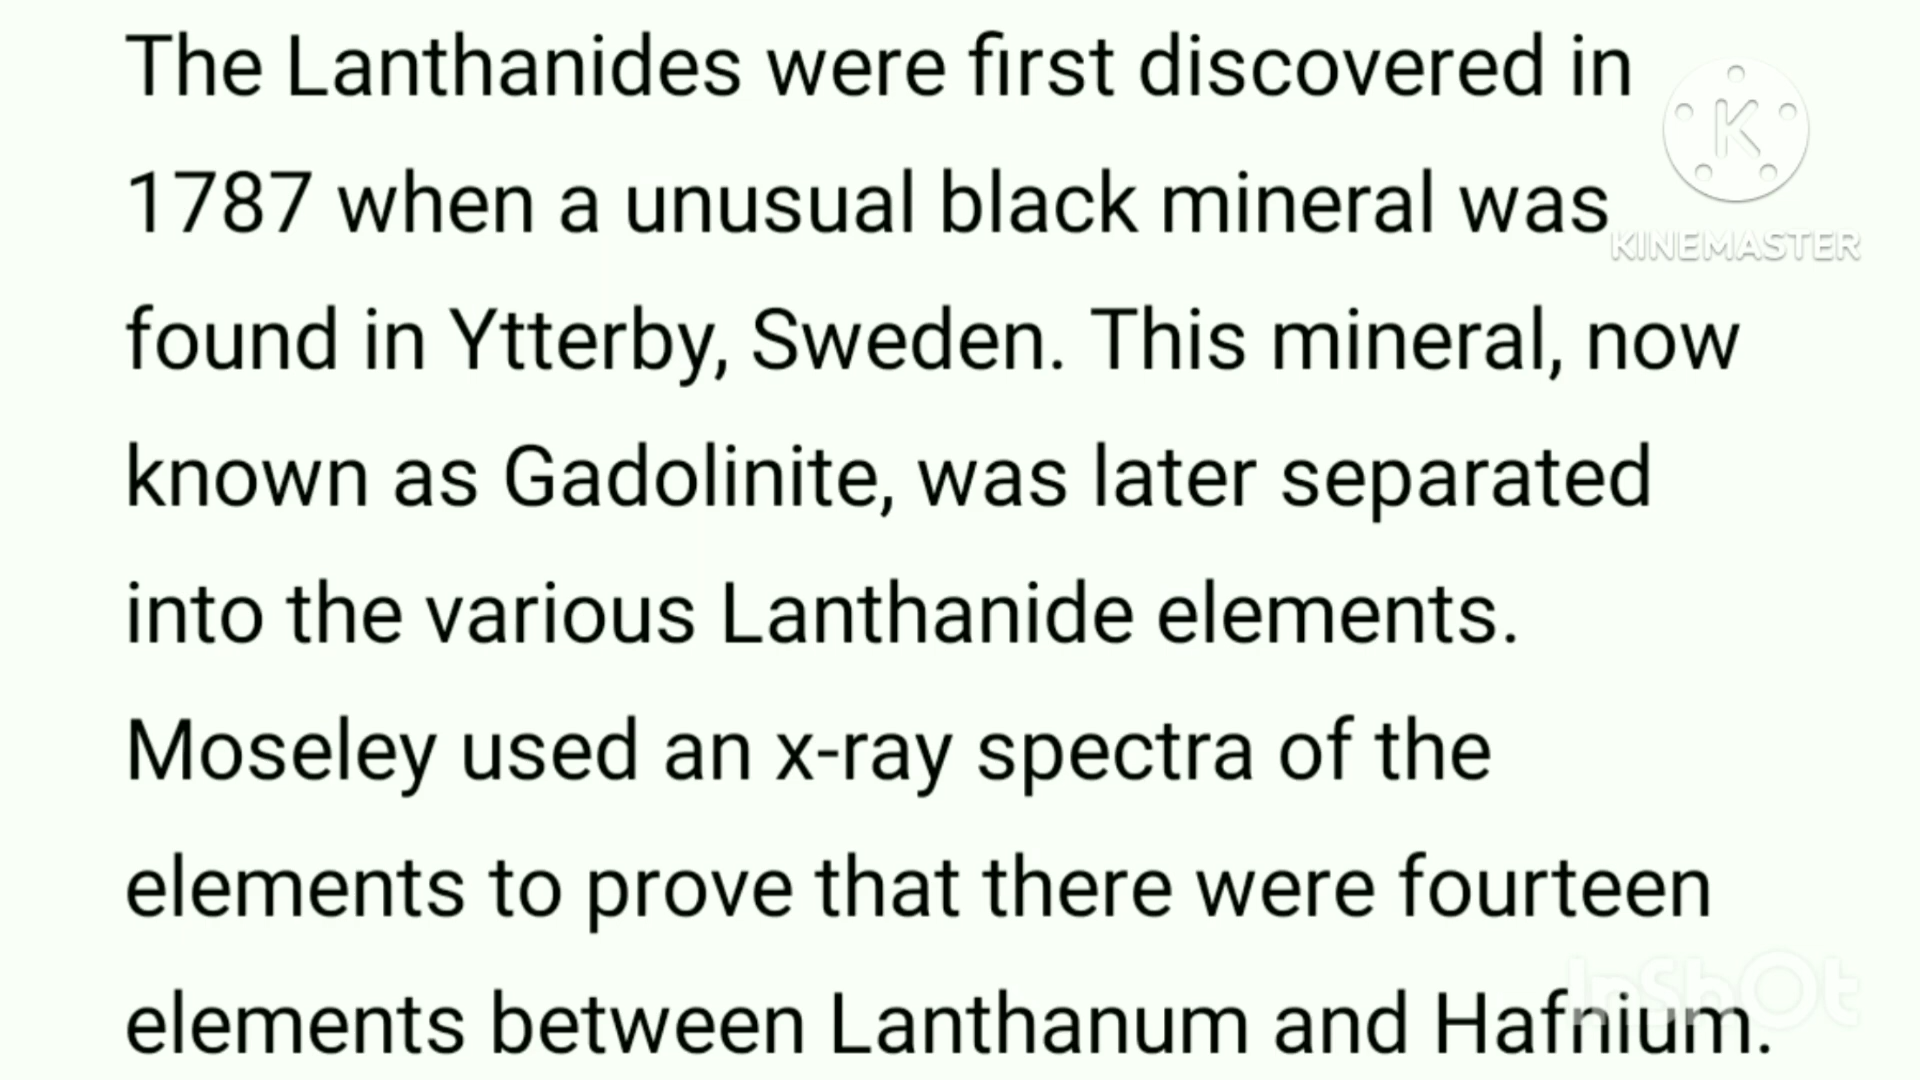 The Lanthanides were first discovered in
1787 when a unusual black mineral was
KINEMASTER
found in Ytterby, Sweden. This mineral, now
known as Gadolinite, was later separated
into the various Lanthanide elements.
Moseley used an x-ray spectra of the
elements to prove that there were fourteen
InShOt
elements between Lanthanum and Hafnium.